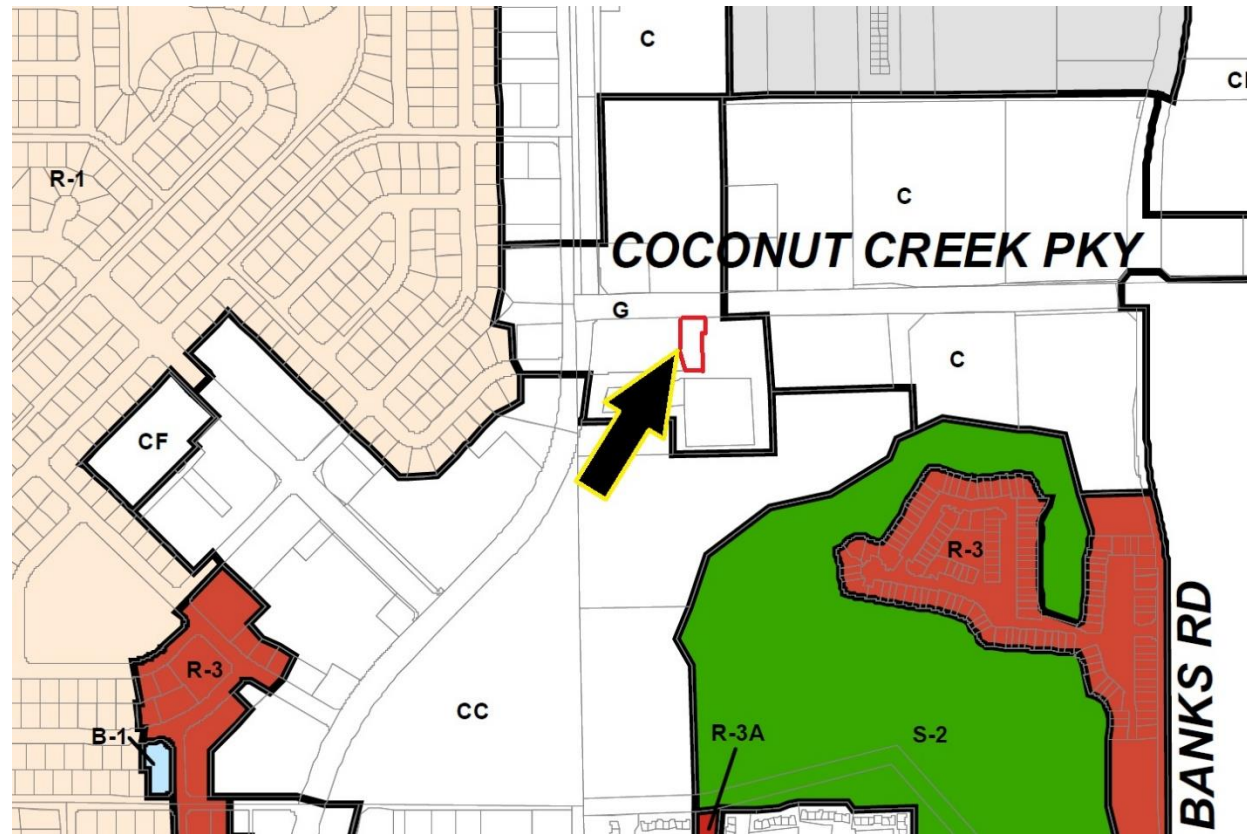 C
R-1
C
COCONUT CREEK PKY
G
C
CF
R-3
R-3
BANKS RD
CC
B-1
R-3A
S-2